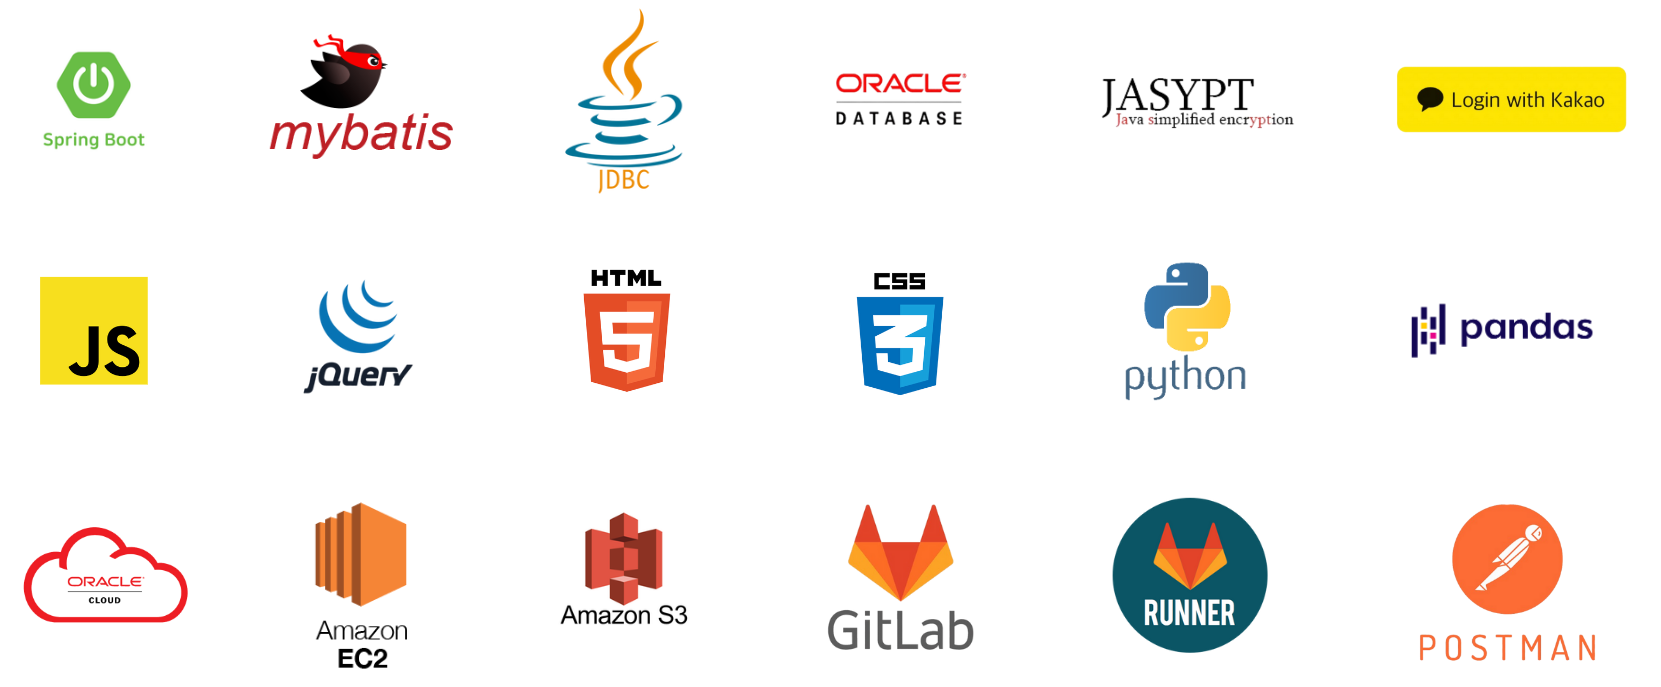 Spring Boot
mybatis
JDBC
ORACLE®
DATABASE
JASYPT
Java simplified encryption
Login with Kakao
JS
jQuery
HTML
5
CSS
3
python
pandas
ORACLE®
CLOUD
Amazon
EC2
Amazon S3
GitLab
RUNNER
POSTMAN